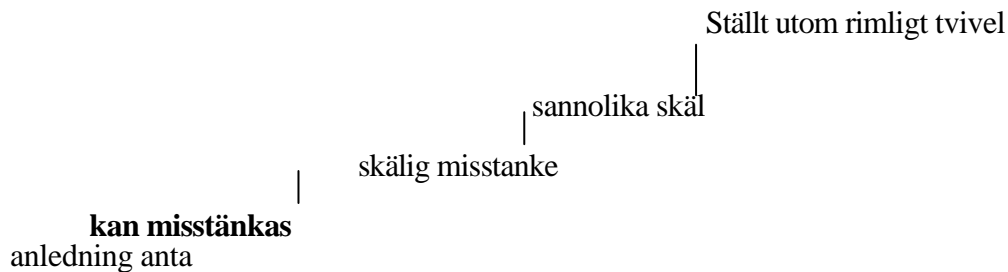 Ställt utom rimligt tvivel
sannolika skäl
skälig misstanke
kan misstänkas
anledning anta